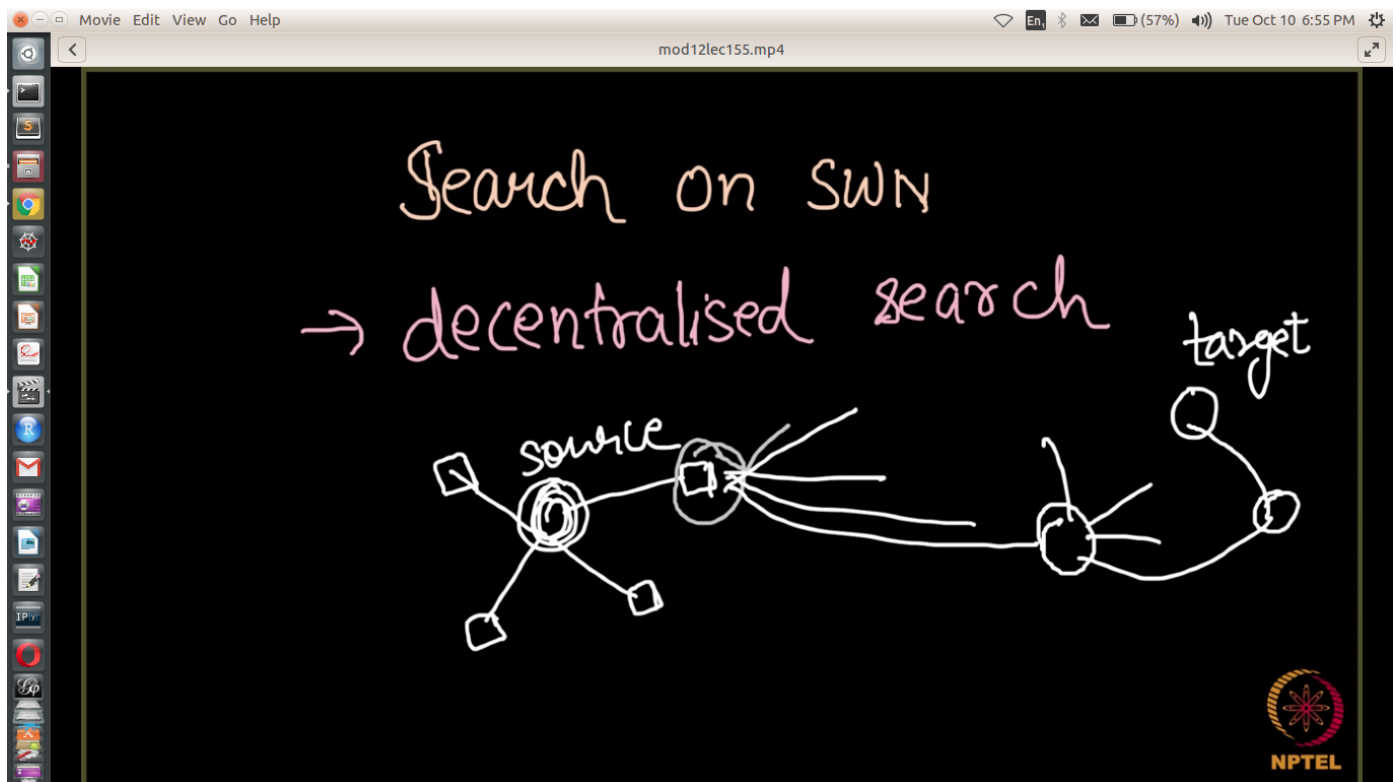 Movie Edit View Go Help
En1 (57%) Tue Oct 10 6:55 PM
mod12lec155.mp4
Search on SWN
→ decentralised search
target
source
NPTEL